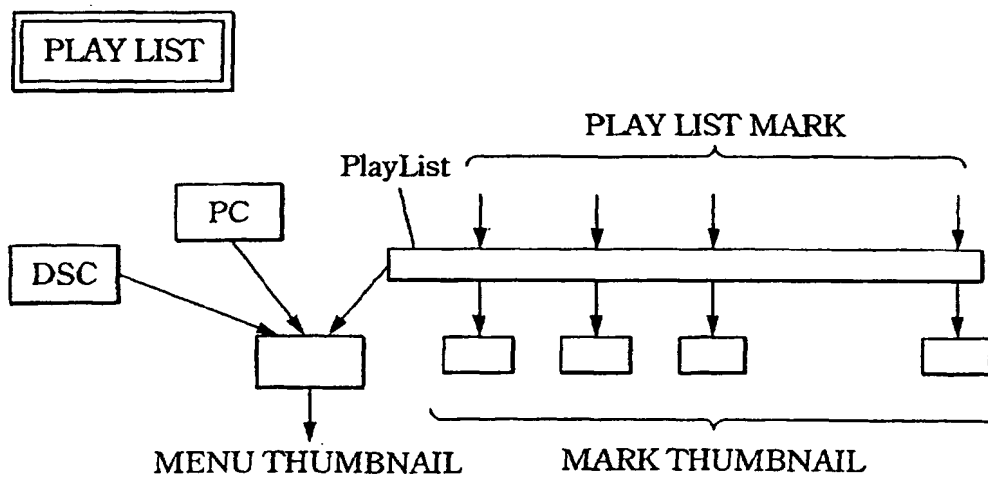 PLAY LIST
PLAY LIST MARK
PlayList
PC
DSC
MENU THUMBNAIL
MARK THUMBNAIL